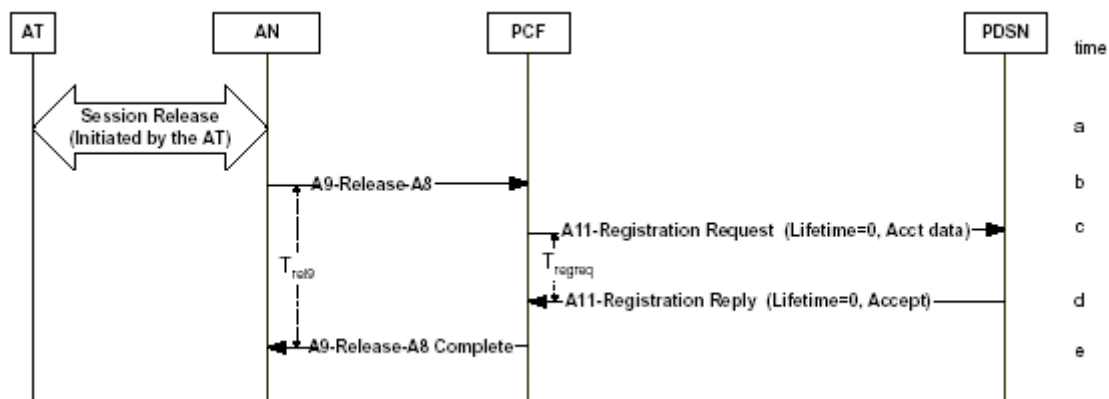 AT
AN
PCF
PDSN
time
Session Release
(Initiated by the AT)
a
A9-Release-A8
b
A11-Registration Request (Lifetime=0, Acct data)
c
Trel9
Tregreq
A11-Registration Reply (Lifetime=0, Accept)
d
A9-Release-A8 Complete
e